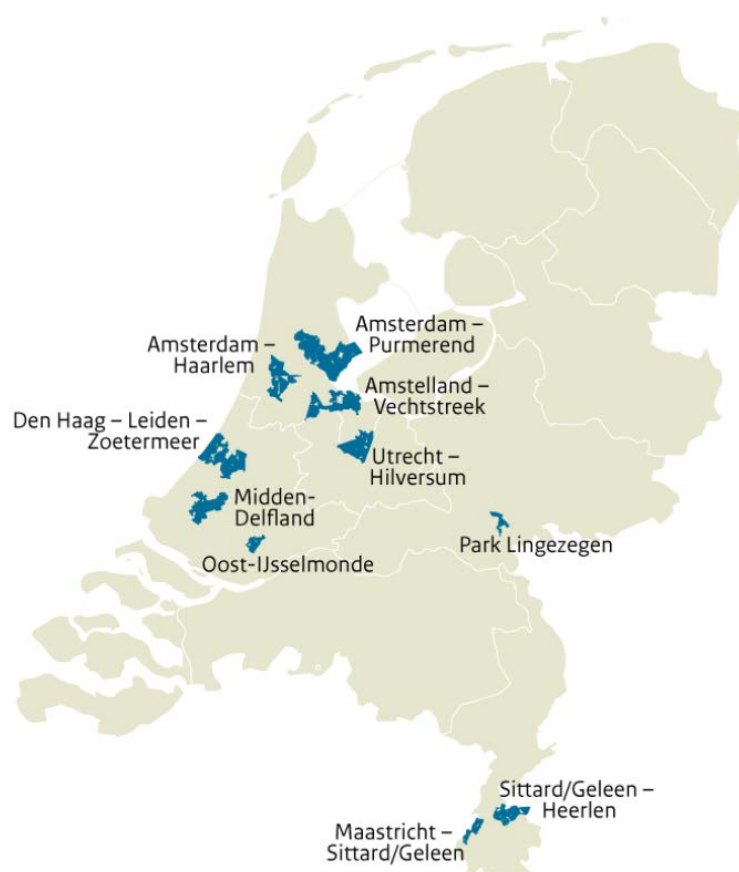 Amsterdam –
Purmerend
Amsterdam –
Haarlem
Amstelland –
Vechtstreek
Den Haag – Leiden –
Zoetermeer
Utrecht –
Hilversum
Midden-
Delfland
Park Lingezegen
Oost-IJsselmonde
Sittard/Geleen –
Heerlen
Maastricht –
Sittard/Geleen